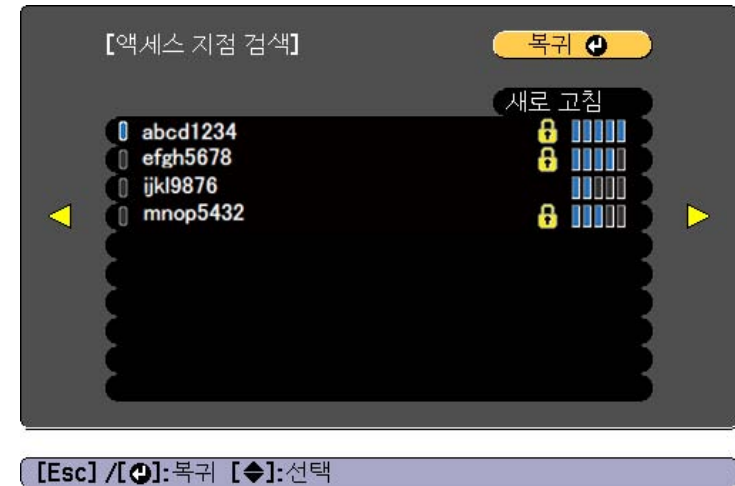 [액세스 지점 검색]
복귀
새로 고침
abcd1234
efgh5678
ijkl9876
mnop5432
[Esc] /[⏎]:복귀 [◆]:선택